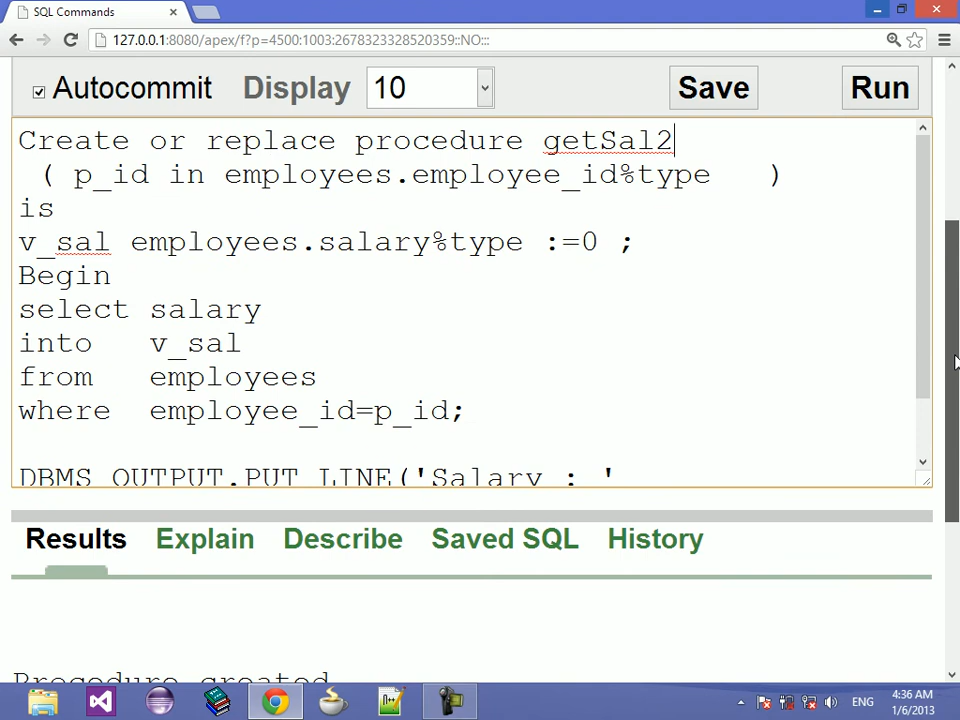 SQL Commands
127.0.0.1:8080/apex/f?p=4500:1003:2678323328520359::NO:::
Autocommit Display 10 Save Run
Create or replace procedure getSal2
( p_id in employees.employee_id%type )
is
v_sal employees.salary%type :=0 ;
Begin
select salary
into v_sal
from employees
where employee_id=p_id;
DBMS_OUTPUT.PUT_LINE('Salary : '
Results Explain Describe Saved SQL History
Procedure created
ENG
4:36 AM
1/6/2013